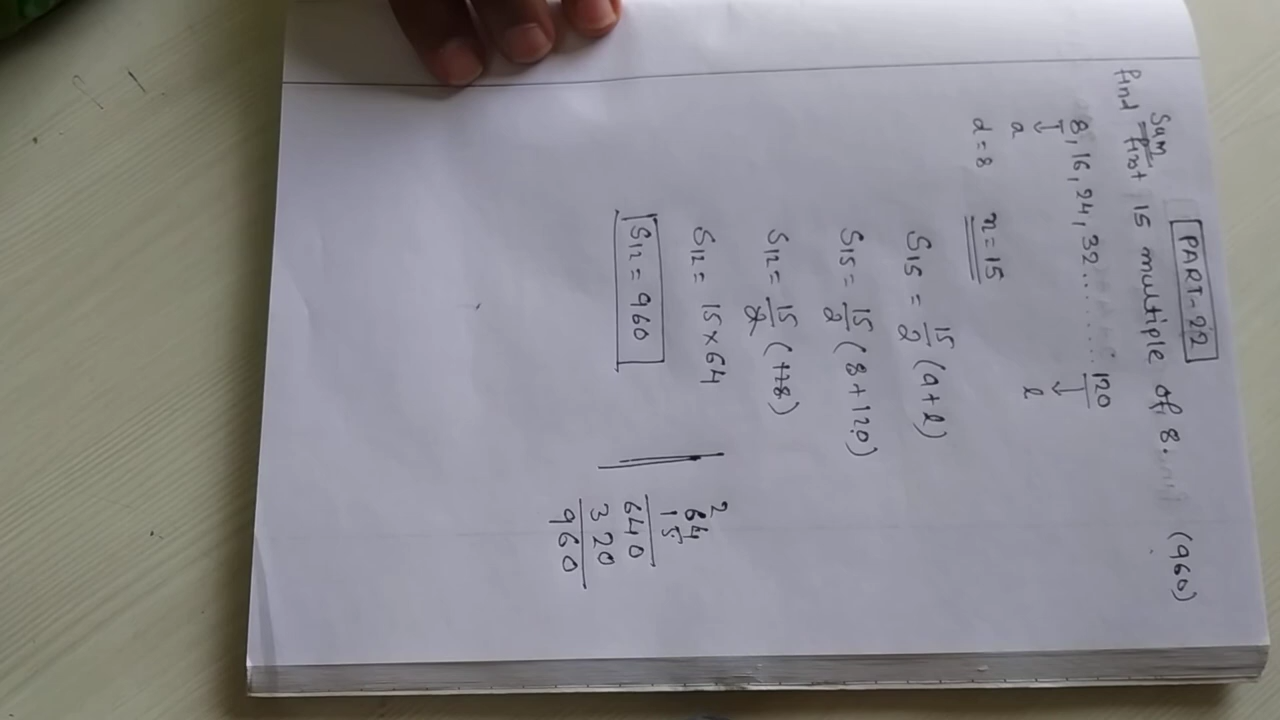 PART-22
Sum
find first 15 multiple of 8. (960)
8, 16, 24, 32.......120
a l
d=8 n=15
S15 = 15/2 (a+l)
S15 = 15/2 (8+120)
S12 = 15/2 (128)
S12 = 15×64
S12 = 960
2
64
15
640
320
960